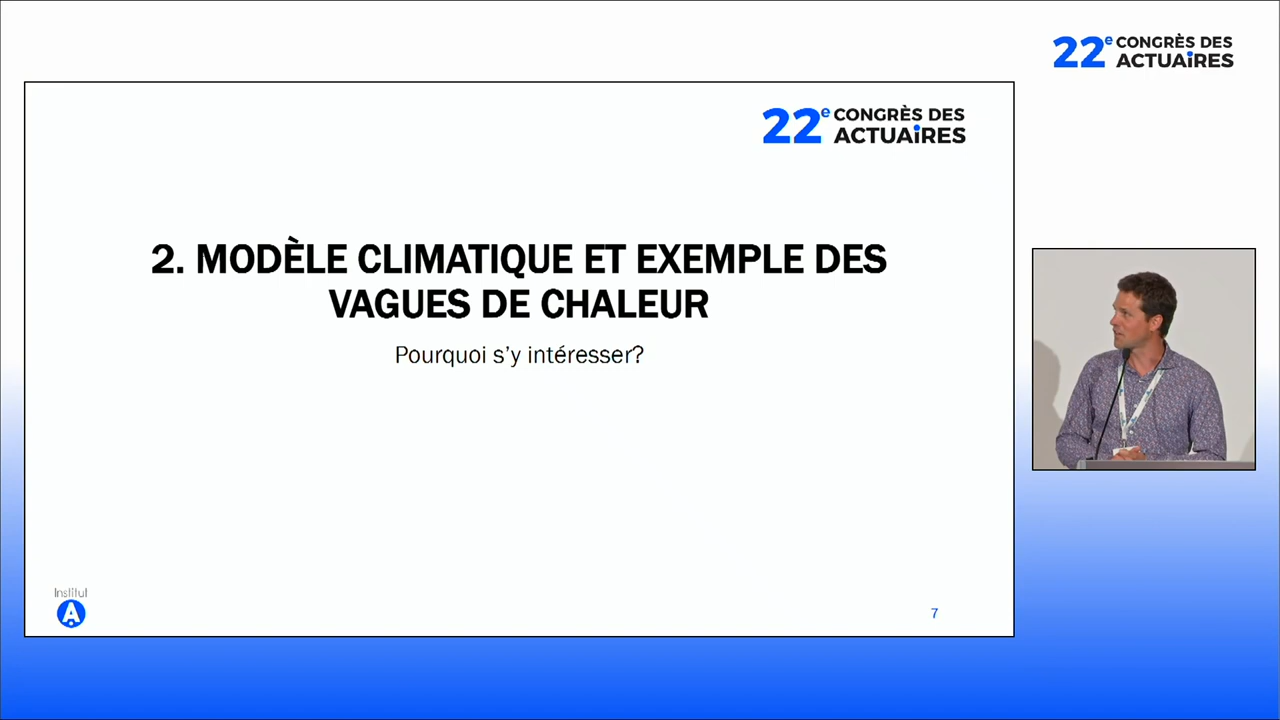 22e CONGRÈS DES
ACTUAiRES
22e CONGRÈS DES
ACTUAiRES
2. MODÈLE CLIMATIQUE ET EXEMPLE DES
VAGUES DE CHALEUR
Pourquoi s'y intéresser?
Institut
A
7